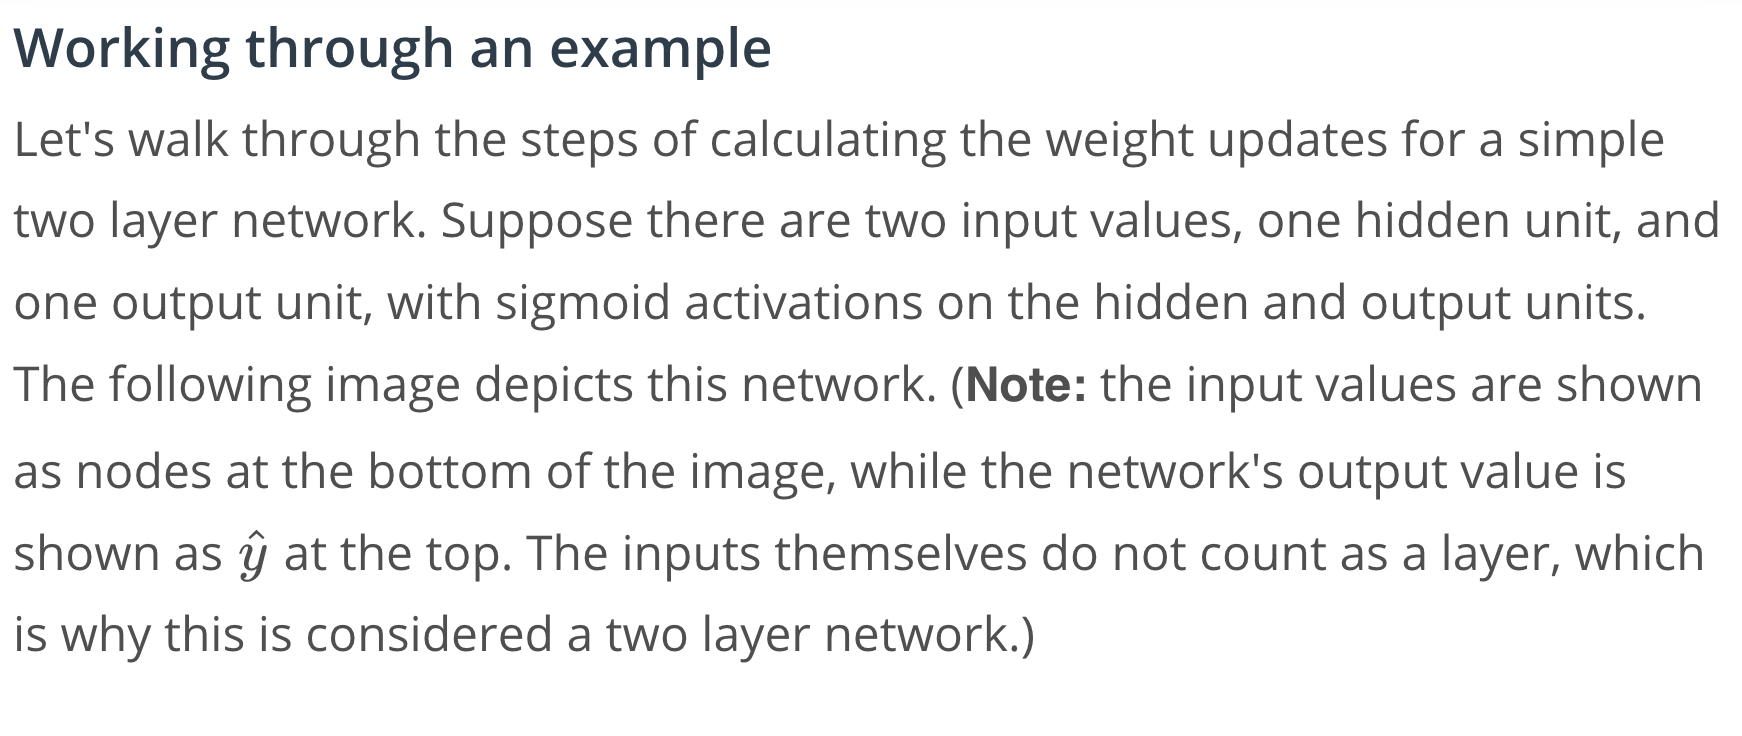 Working through an example
Let's walk through the steps of calculating the weight updates for a simple
two layer network. Suppose there are two input values, one hidden unit, and
one output unit, with sigmoid activations on the hidden and output units.
The following image depicts this network. (Note: the input values are shown
as nodes at the bottom of the image, while the network's output value is
shown as ŷ at the top. The inputs themselves do not count as a layer, which
is why this is considered a two layer network.)